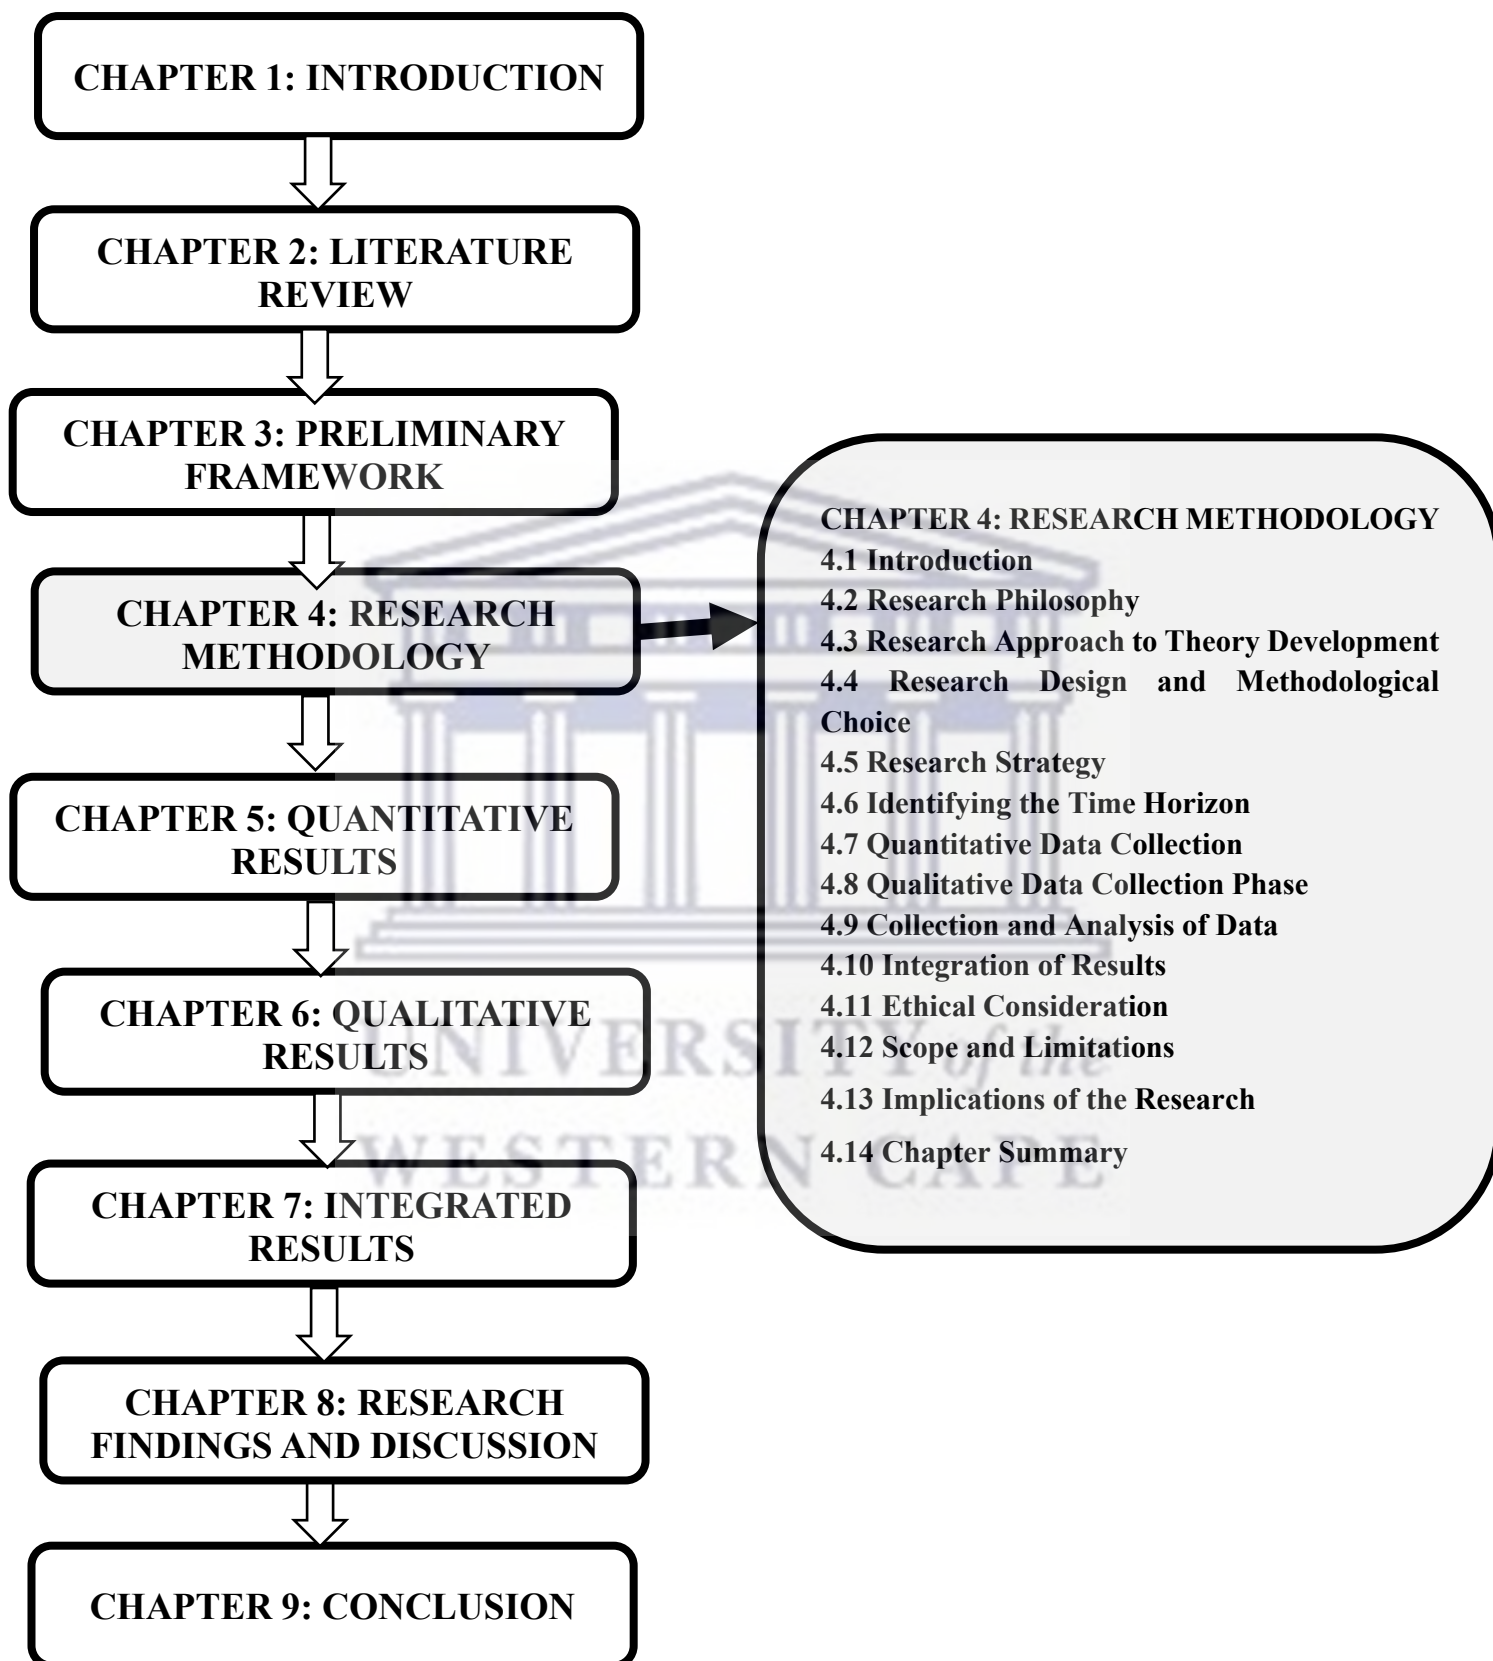 CHAPTER 1: INTRODUCTION
CHAPTER 2: LITERATURE
REVIEW
CHAPTER 3: PRELIMINARY
FRAMEWORK
CHAPTER 4: RESEARCH
METHODOLOGY
CHAPTER 5: QUANTITATIVE
RESULTS
CHAPTER 6: QUALITATIVE
RESULTS
CHAPTER 7: INTEGRATED
RESULTS
CHAPTER 8: RESEARCH
FINDINGS AND DISCUSSION
CHAPTER 9: CONCLUSION
CHAPTER 4: RESEARCH METHODOLOGY
4.1 Introduction
4.2 Research Philosophy
4.3 Research Approach to Theory Development
4.4 Research Design and Methodological
Choice
4.5 Research Strategy
4.6 Identifying the Time Horizon
4.7 Quantitative Data Collection
4.8 Qualitative Data Collection Phase
4.9 Collection and Analysis of Data
4.10 Integration of Results
4.11 Ethical Consideration
4.12 Scope and Limitations
4.13 Implications of the Research
4.14 Chapter Summary
UNIVERSITY of the
WESTERN CAPE